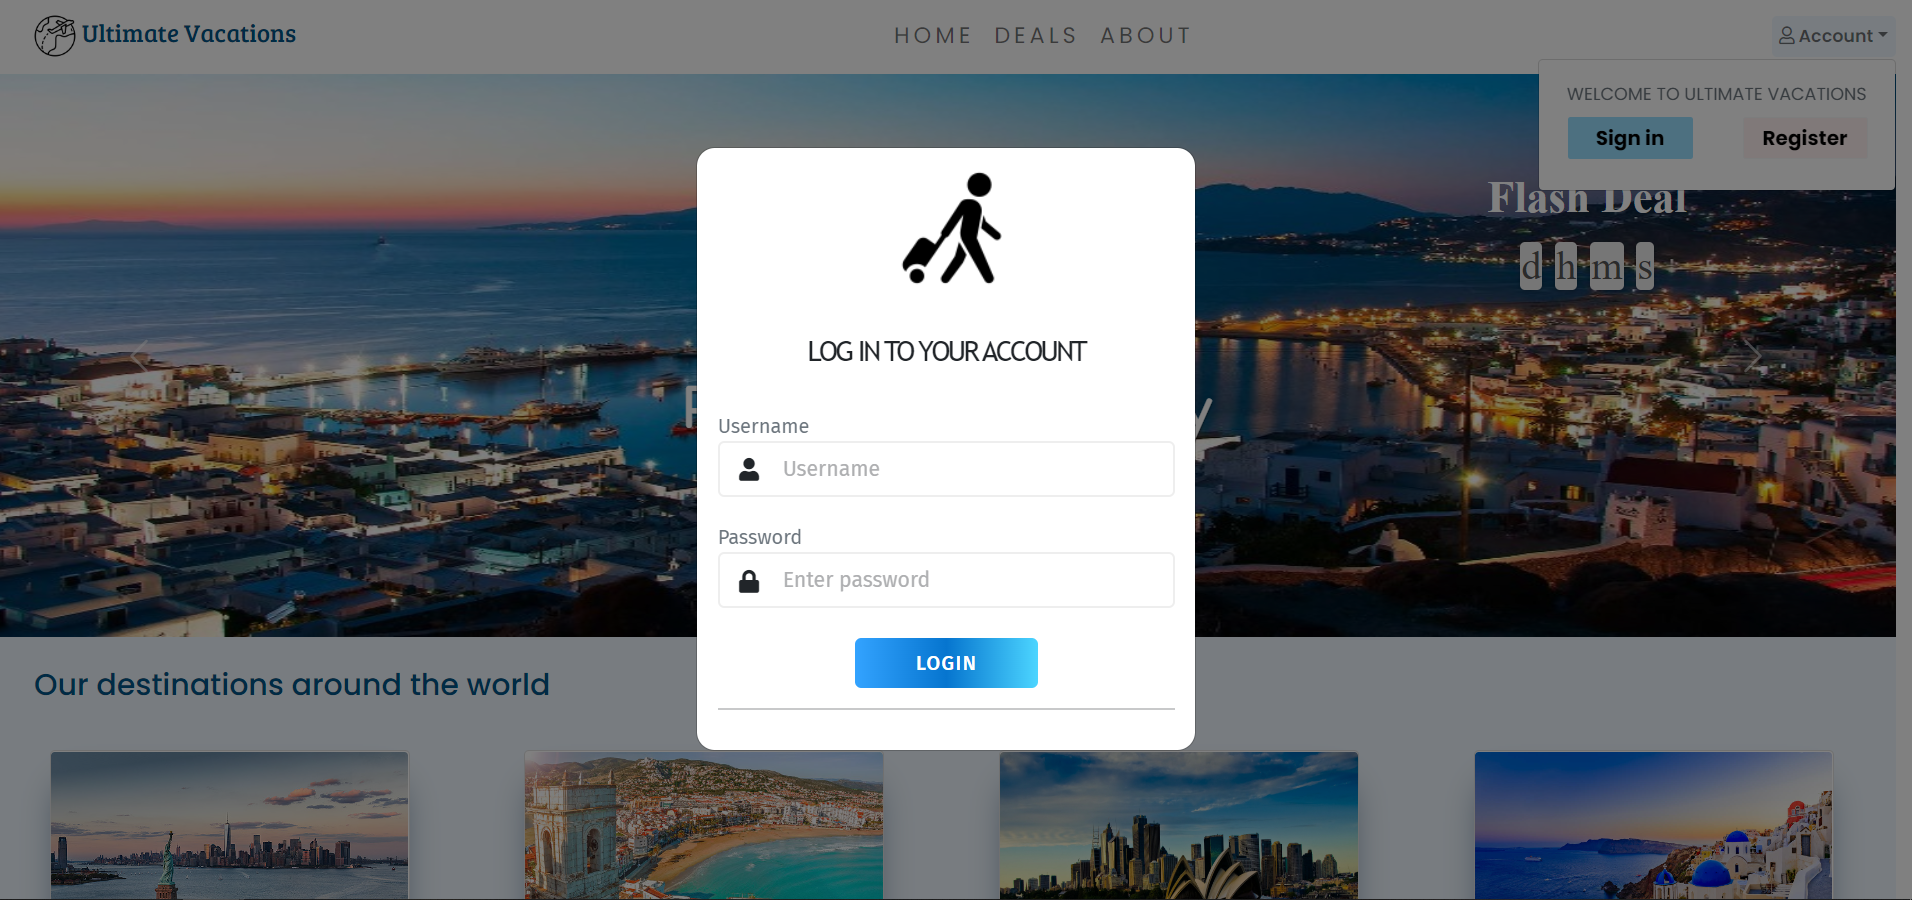 Ultimate Vacations
HOME DEALS ABOUT
Account
WELCOME TO ULTIMATE VACATIONS
Sign in Register
Flash Deal
d h m s
LOG IN TO YOUR ACCOUNT
Username
Username
Password
Enter password
LOGIN
Our destinations around the world